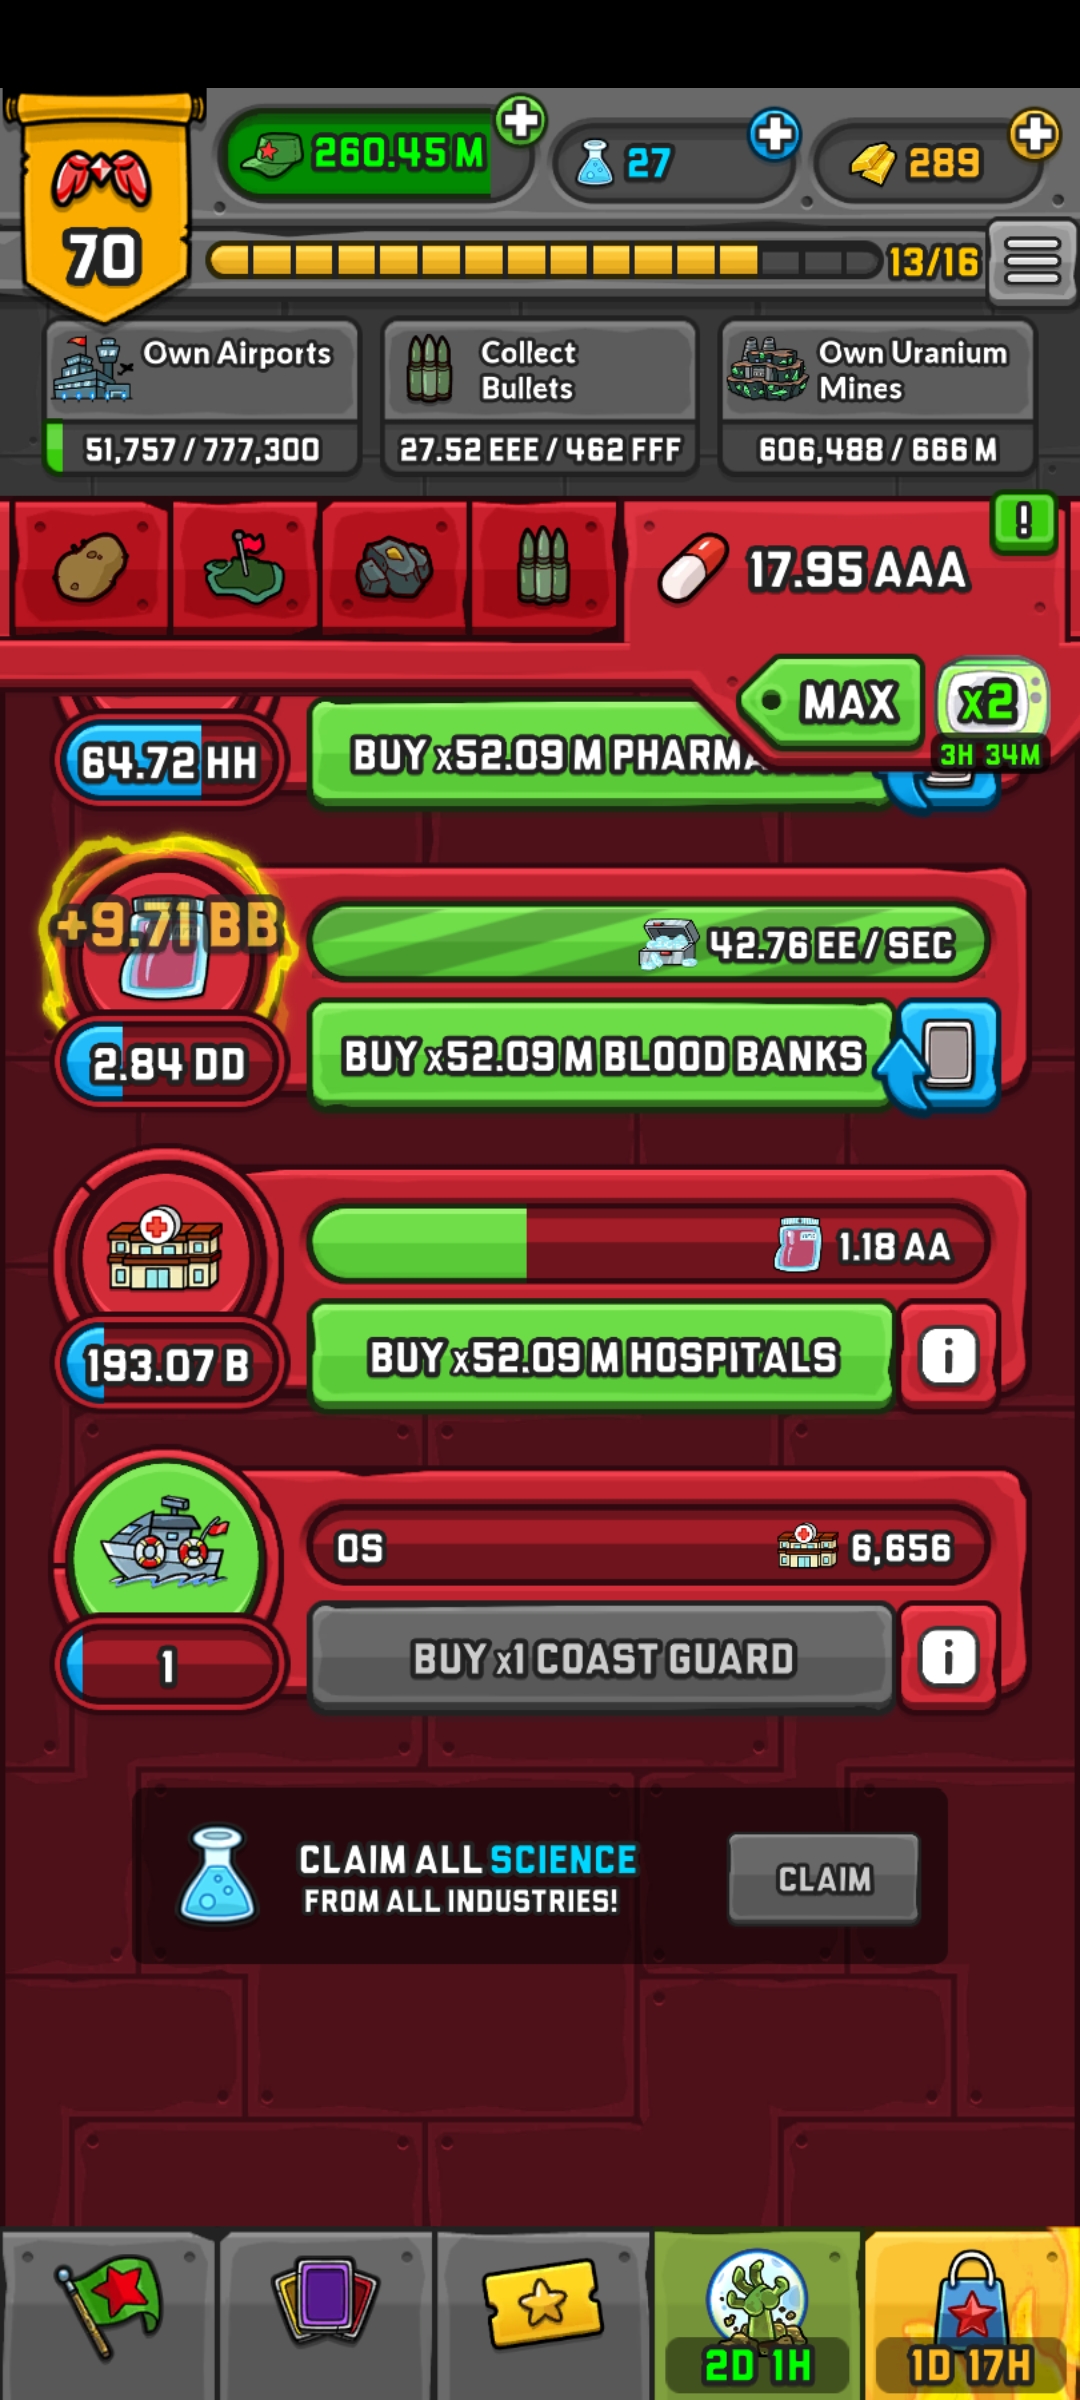 260.45 M
27
289
70
13/16
Own Airports
51,757 / 777,300
Collect
Bullets
27.52 EEE / 462 FFF
Own Uranium
Mines
606,488 / 666 M
!
17.95 AAA
MAX
x2
3H 34M
64.72 HH
BUY x52.09 M
+9.71 BB
42.76 EE / SEC
2.84 DD
BUY x52.09 M BLOOD BANKS
1.18 AA
193.07 B
BUY x52.09 M HOSPITALS
i
0S
6,656
1
BUY x1 COAST GUARD
i
CLAIM ALL SCIENCE
FROM ALL INDUSTRIES!
CLAIM
2D 1H
1D 17H